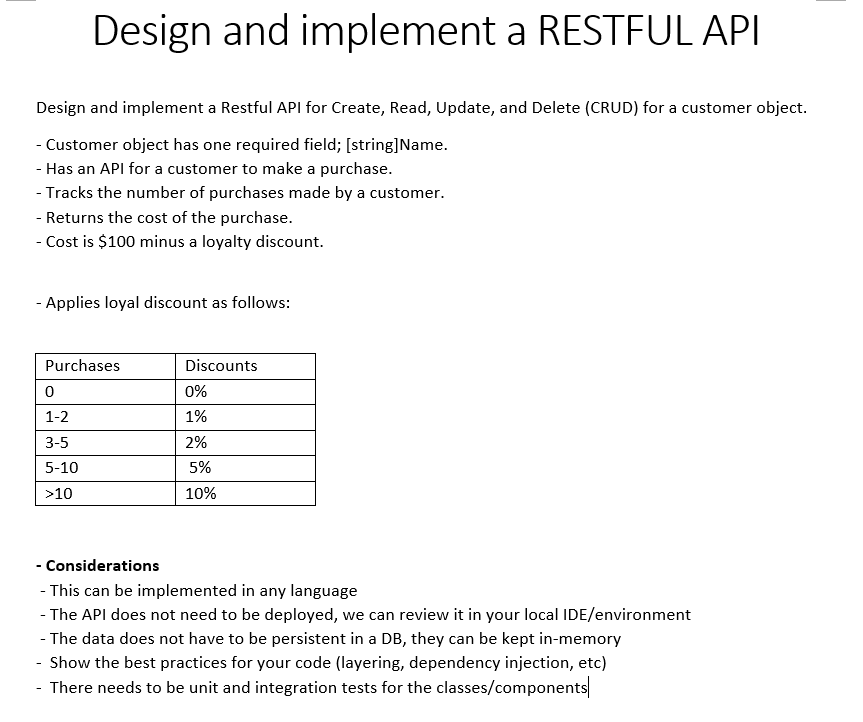 Design and implement a RESTFUL API
Design and implement a Restful API for Create, Read, Update, and Delete (CRUD) for a customer object.
- Customer object has one required field; [string]Name.
- Has an API for a customer to make a purchase.
- Tracks the number of purchases made by a customer.
- Returns the cost of the purchase.
- Cost is $100 minus a loyalty discount.
- Applies loyal discount as follows:
Purchases Discounts
0 0%
1-2 1%
3-5 2%
5-10 5%
>10 10%
- Considerations
- This can be implemented in any language
- The API does not need to be deployed, we can review it in your local IDE/environment
- The data does not have to be persistent in a DB, they can be kept in-memory
- Show the best practices for your code (layering, dependency injection, etc)
- There needs to be unit and integration tests for the classes/components